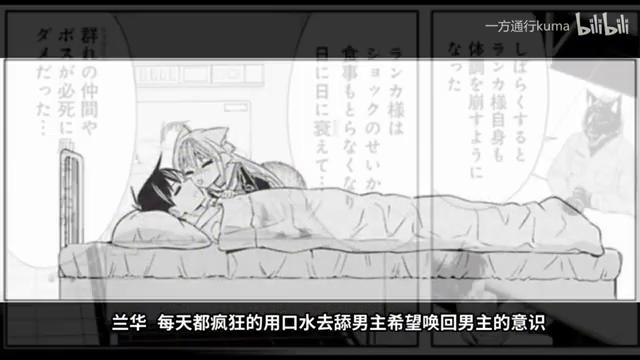 一方通行kuma bilibili
しばらくすると
ランカ様自身も
体調を崩すように
なった
ランカ様は
ショックのせいか
食事もとらなくなり
日に日に衰えて…
群れの仲間や
ボスが必死に
ダメだった…
兰华 每天都疯狂的用口水去舔男主希望唤回男主的意识